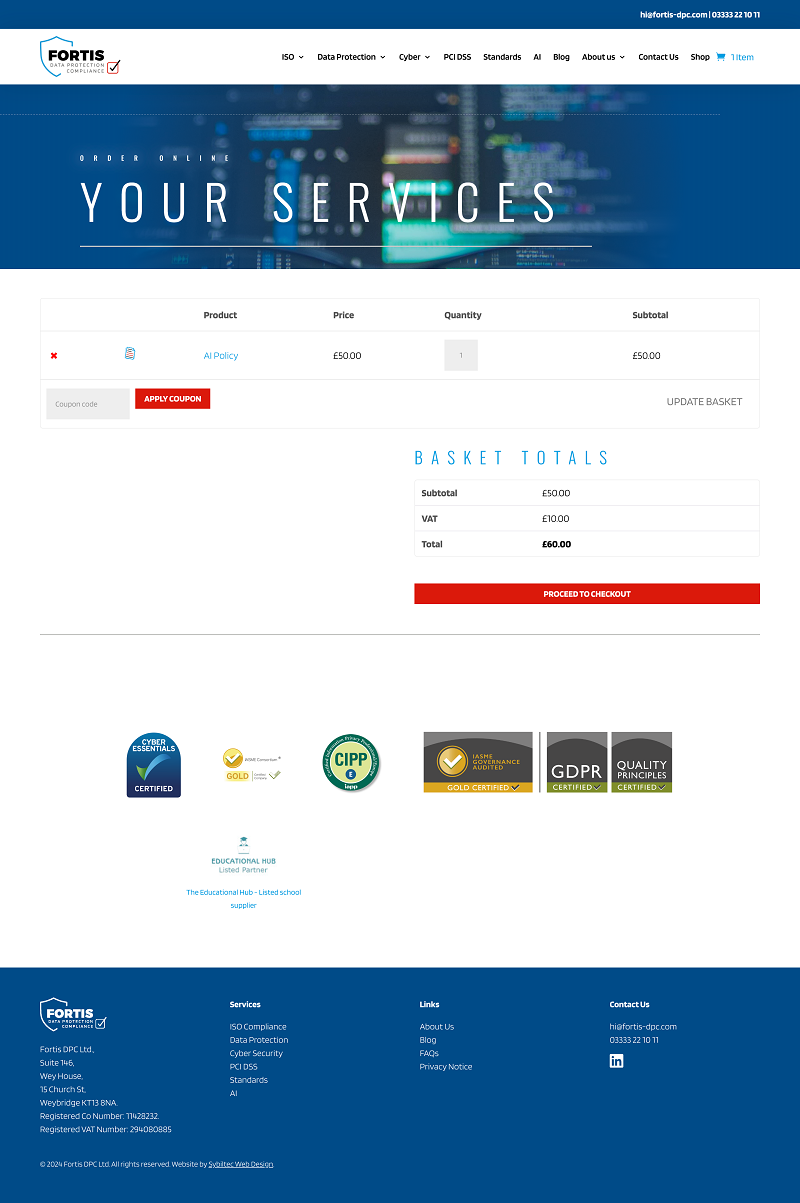 hi@fortis-dpc.com | 03333 22 10 11
FORTIS
DATA PROTECTION
COMPLIANCE
ISO Data Protection Cyber PCI DSS Standards AI Blog About us Contact Us Shop 1 Item
ORDER ONLINE
YOUR SERVICES
Product Price Quantity Subtotal
AI Policy £50.00 1 £50.00
Coupon code APPLY COUPON UPDATE BASKET
BASKET TOTALS
Subtotal £50.00
VAT £10.00
Total £60.00
PROCEED TO CHECKOUT
CYBER
ESSENTIALS
CERTIFIED
IASME Consortium
GOLD Certified Company
Certified Information Privacy Professional/Europe
CIPP
E
iapp
IASME
GOVERNANCE
AUDITED
GOLD CERTIFIED
GDPR
CERTIFIED
QUALITY
PRINCIPLES
CERTIFIED
EDUCATIONAL HUB
Listed Partner
The Educational Hub - Listed school
supplier
FORTIS
DATA PROTECTION
COMPLIANCE
Fortis DPC Ltd.,
Suite 146,
Wey House,
15 Church St,
Weybridge KT13 8NA.
Registered Co Number: 11428232.
Registered VAT Number: 294080885
Services
ISO Compliance
Data Protection
Cyber Security
PCI DSS
Standards
AI
Links
About Us
Blog
FAQs
Privacy Notice
Contact Us
hi@fortis-dpc.com
03333 22 10 11
in
© 2024 Fortis DPC Ltd. All rights reserved. Website by Sybiltec Web Design.